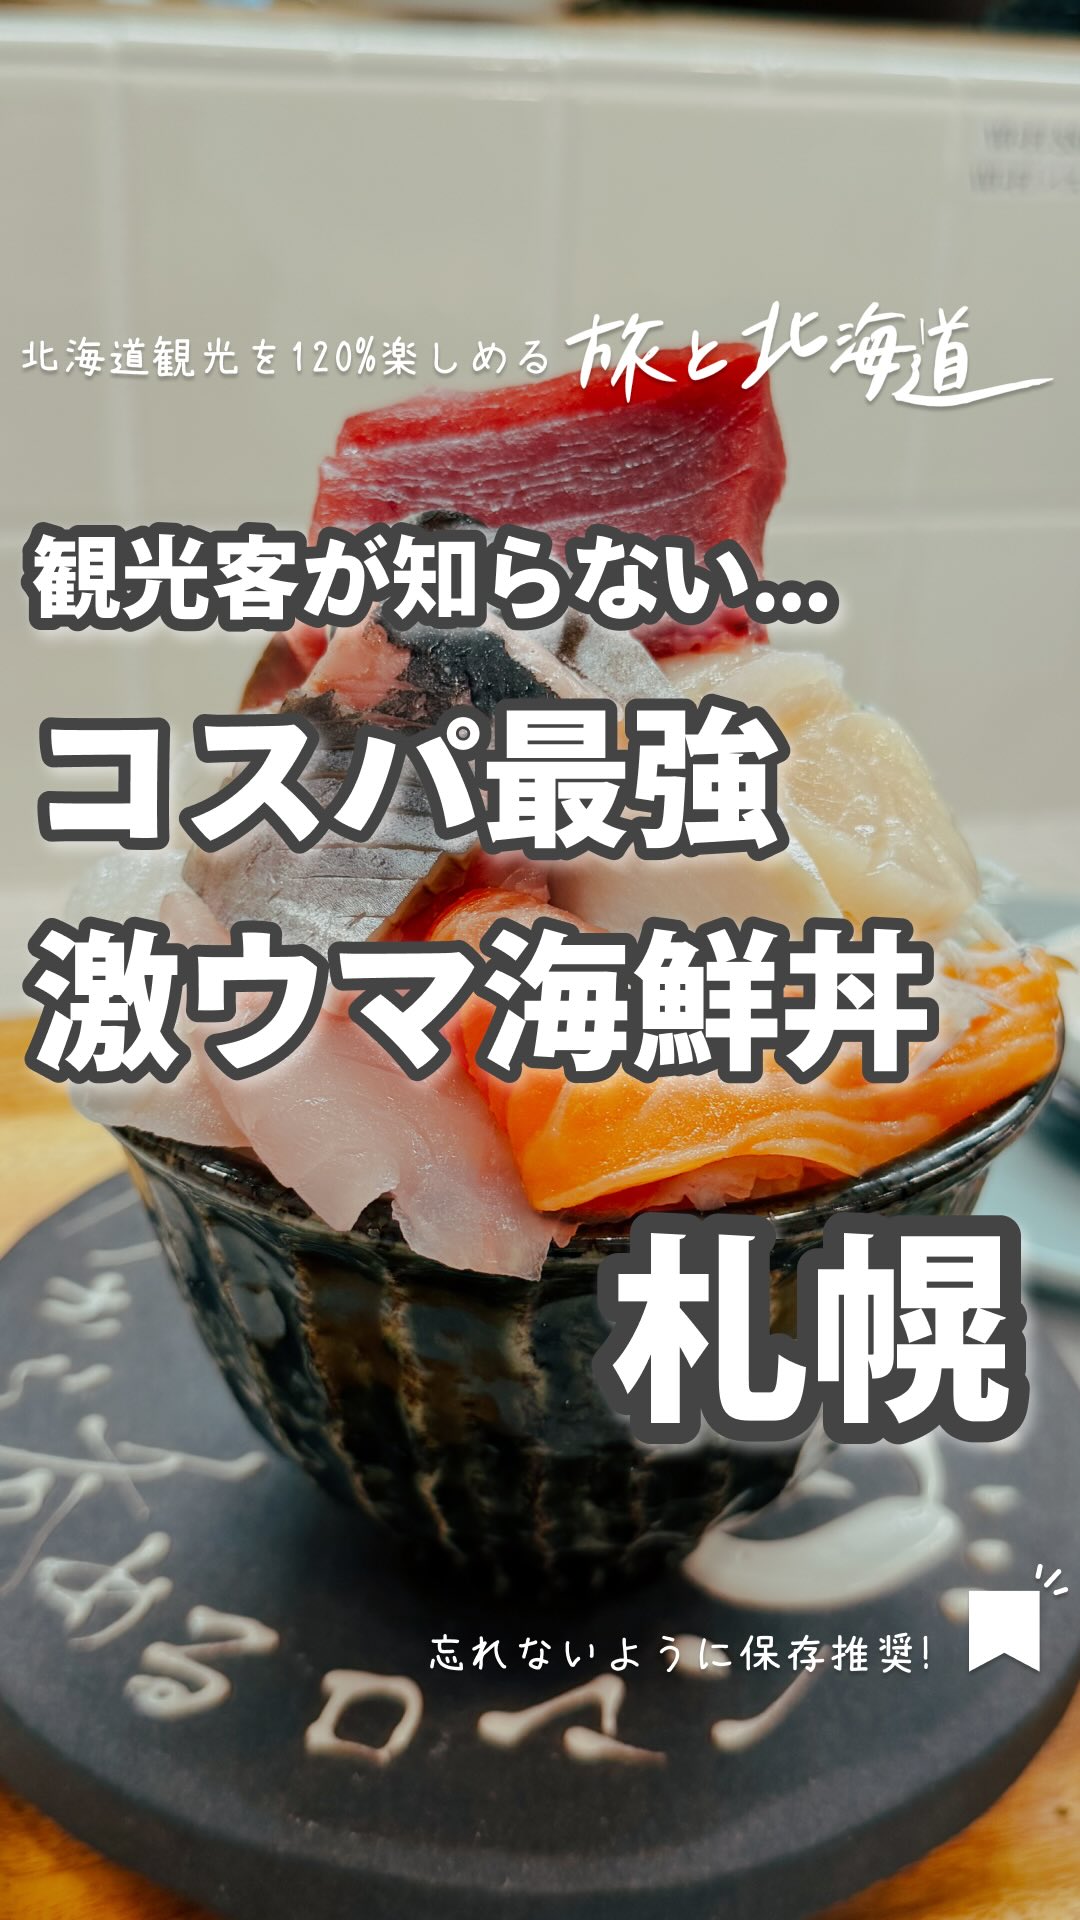 北海道観光を120%楽しめる 旅と北海道
観光客が知らない...
コスパ最強
激ウマ海鮮丼
札幌
忘れないように保存推奨!